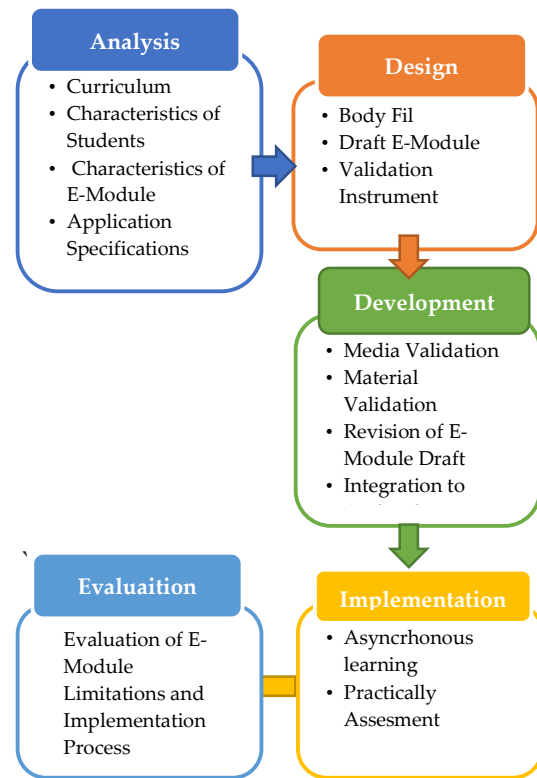 Analysis
• Curriculum
• Characteristics of
Students
• Characteristics of
E-Module
• Application
Specifications
Design
• Body Fil
• Draft E-Module
• Validation
Instrument
Development
• Media Validation
• Material
Validation
• Revision of E-
Module Draft
• Integration to
Implementation
• Asyncrhonous
learning
• Practically
Assesment
`
Evaluaition
Evaluation of E-
Module
Limitations and
Implementation
Process